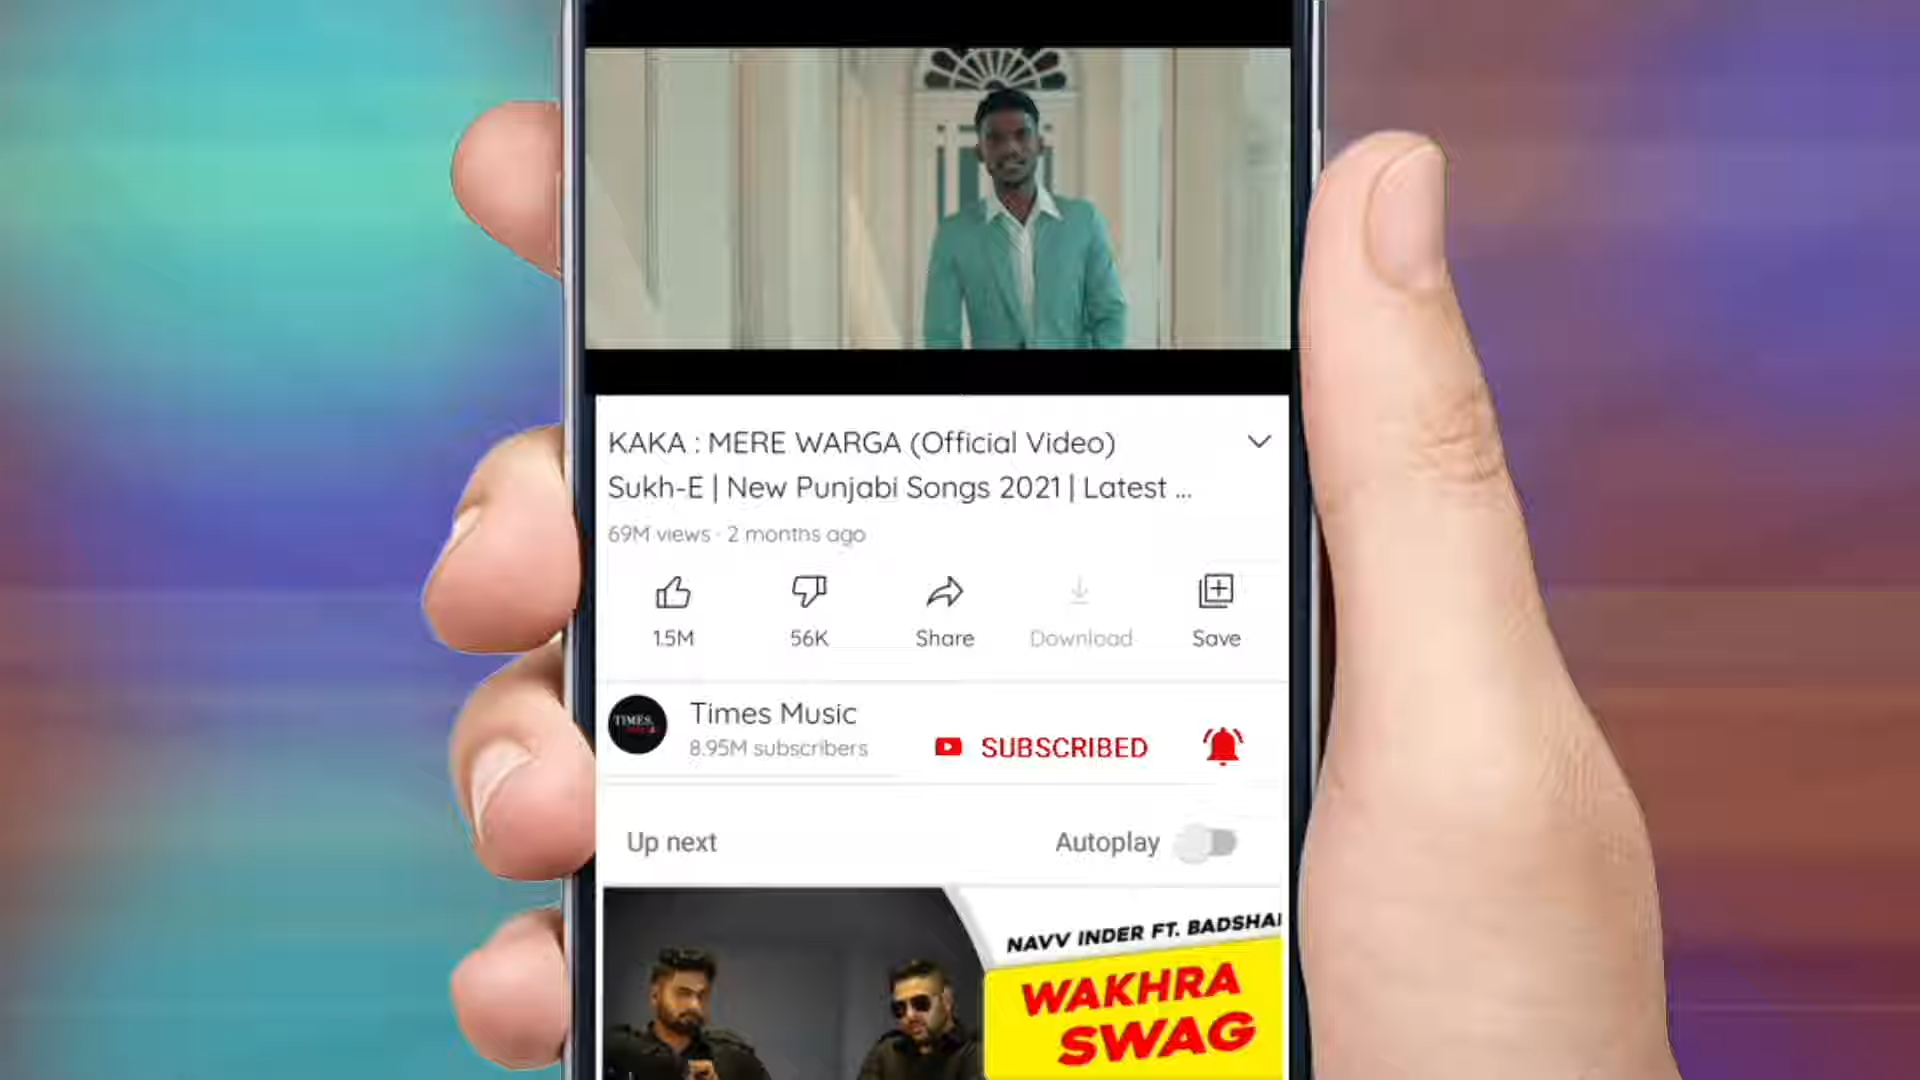 KAKA : MERE WARGA (Official Video)
Sukh-E | New Punjabi Songs 2021 | Latest ...
69M views · 2 months ago
1.5M
56K
Share
Download
Save
TIMES
Times Music
8.95M subscribers
SUBSCRIBED
Up next
Autoplay
NAVV INDER FT. BADSHA
WAKHRA
SWAG